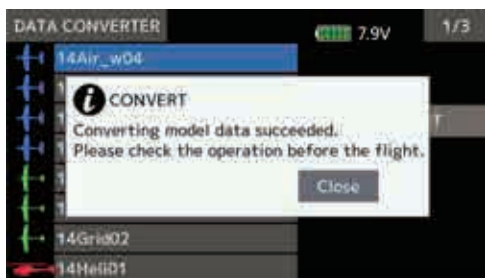 DATA CONVERTER
7.9V
1/3
14Air_w04
CONVERT
Converting model data succeeded.
Please check the operation before the flight.
T
Close
14Grid02
14Heli01